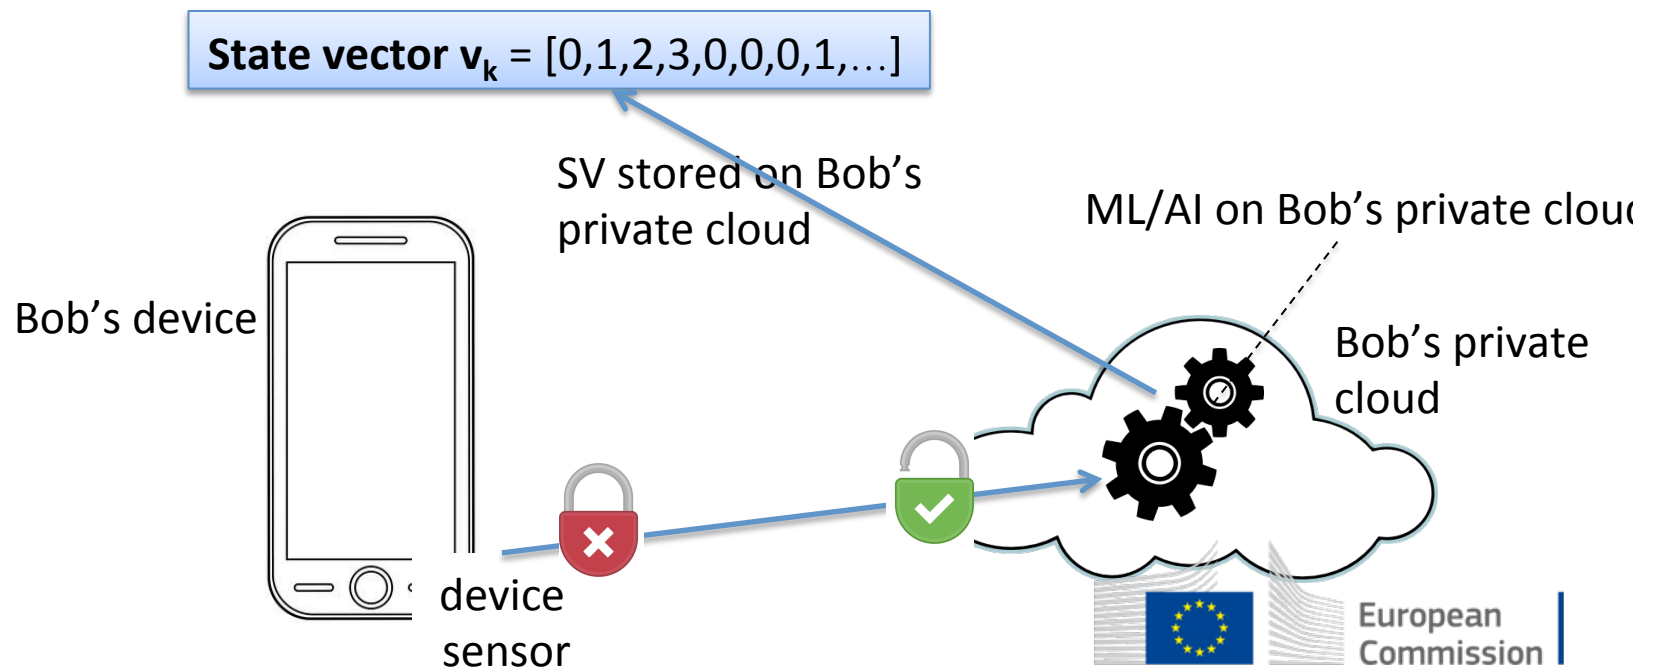 State vector vk = [0,1,2,3,0,0,0,1,…]
SV stored on Bob’s
private cloud
ML/AI on Bob’s private clou
Bob’s device
Bob’s private
cloud
device
sensor
European
Commission